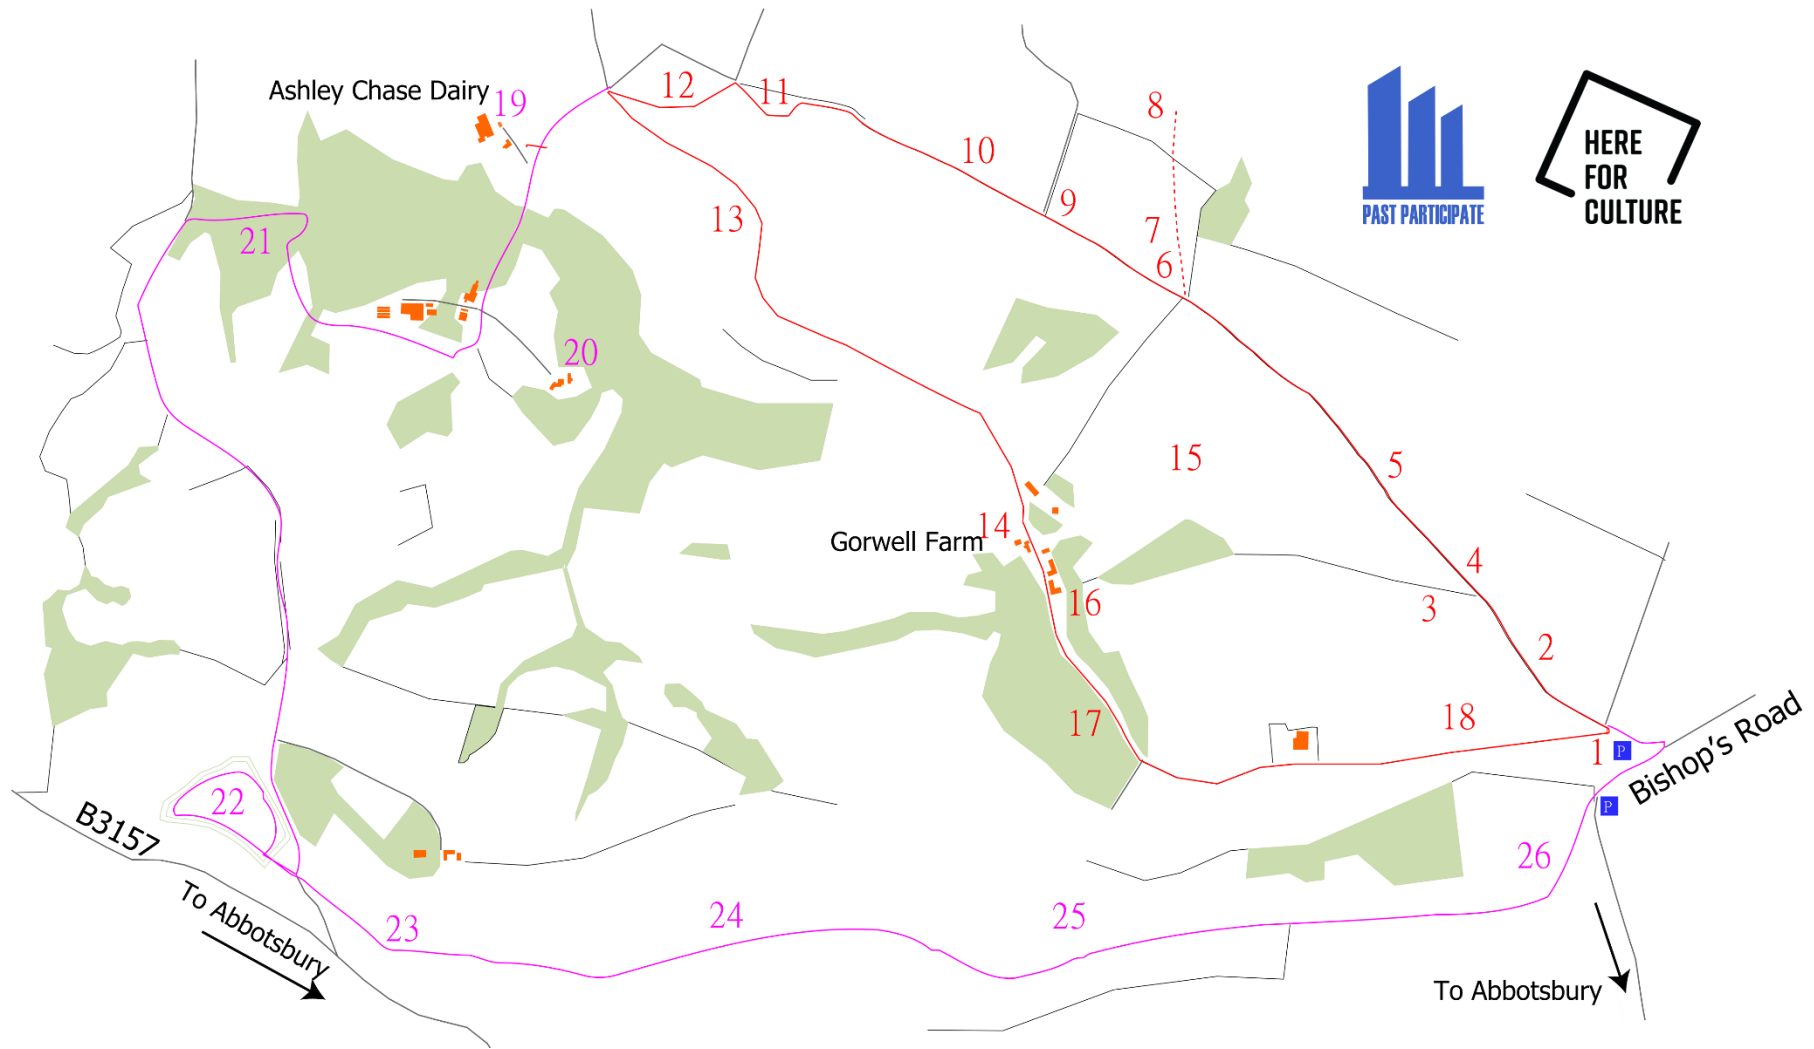 Ashley Chase Dairy
19
12
11
8
10
9
7
6
13
21
20
5
15
14
Gorwell Farm
4
3
16
2
17
18
1
P
Bishop's Road
P
22
B3157
26
To Abbotsbury
23
24
25
To Abbotsbury
PAST PARTICIPATE
HERE
FOR
CULTURE